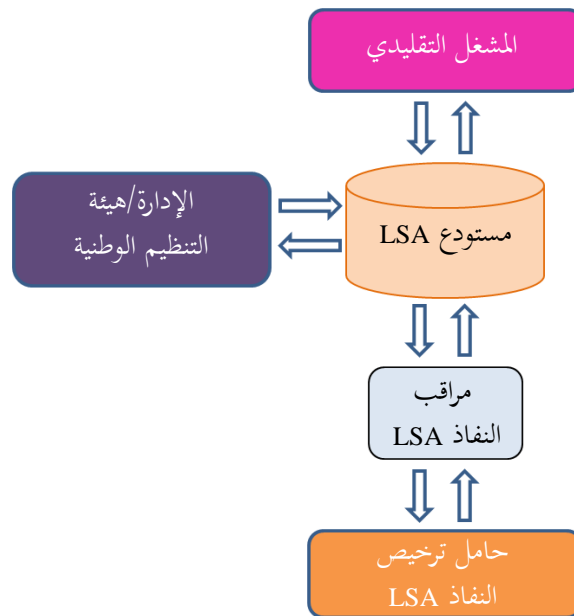 المشغل التقليدي
الإدارة/هيئة
التنظيم الوطنية
مستودع LSA
مراقب
النفاذ LSA
حامل ترخيص
النفاذ LSA